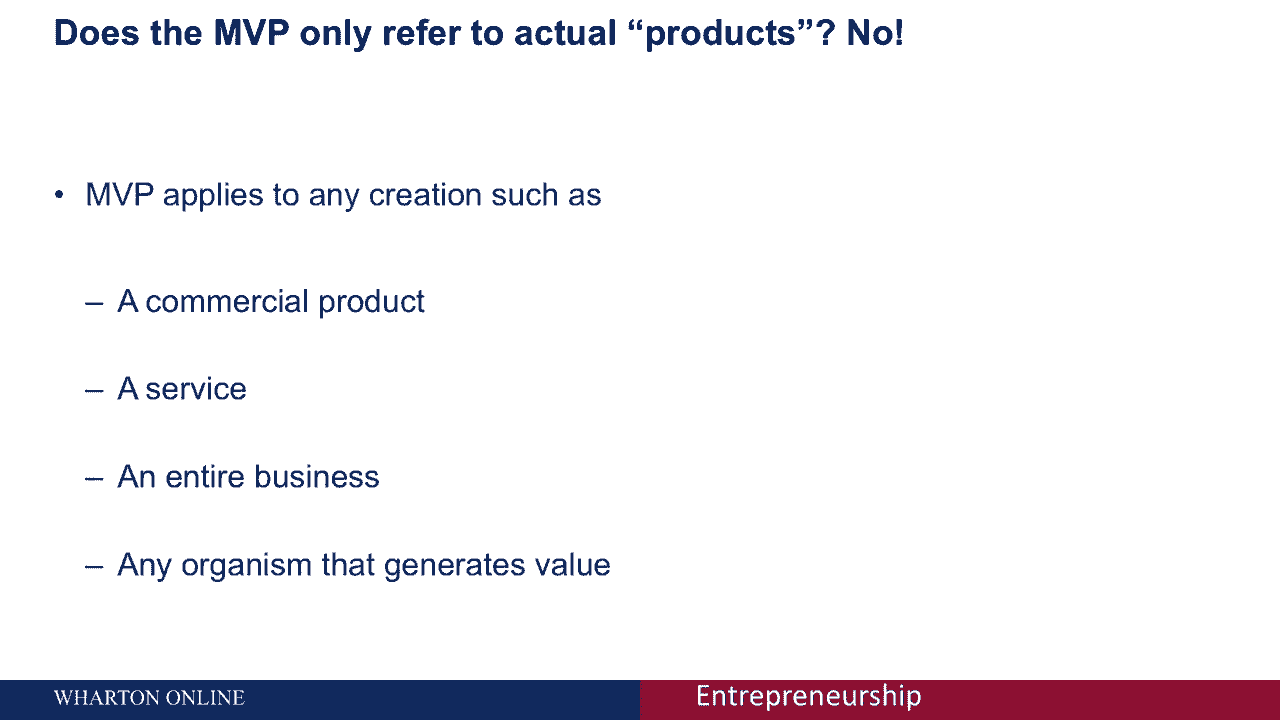 Does the MVP only refer to actual “products”? No!
• MVP applies to any creation such as
– A commercial product
– A service
– An entire business
– Any organism that generates value
WHARTON ONLINE
Entrepreneurship